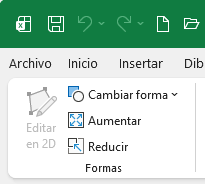 Archivo Inicio Insertar Dib
Editar
en 2D
Cambiar forma
Aumentar
Reducir
Formas